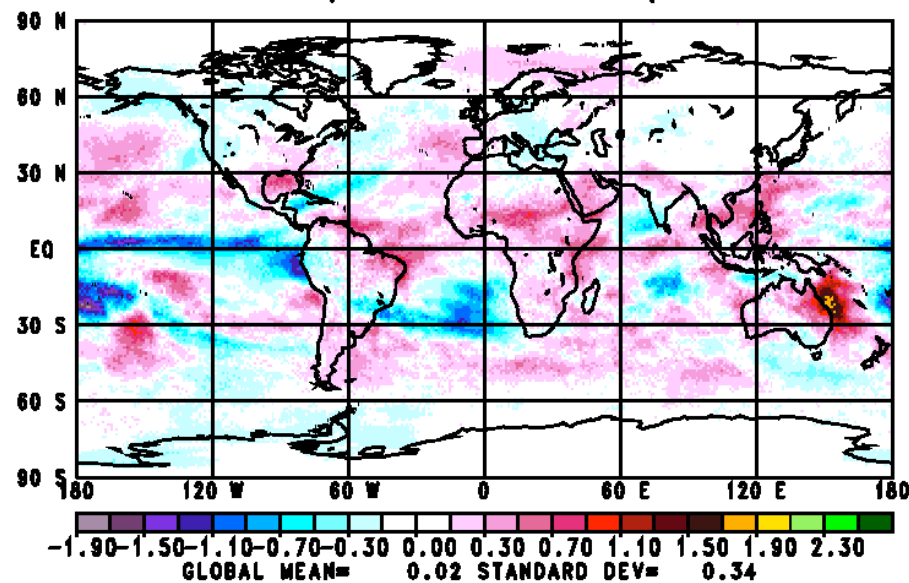 90 N
60 N
30 N
EQ
30 S
60 S
90 S
180 120 W 60 W 0 60 E 120 E 180
-1.90-1.50-1.10-0.70-0.30 0.00 0.30 0.70 1.10 1.50 1.90 2.30
GLOBAL MEAN= 0.02 STANDARD DEV= 0.34